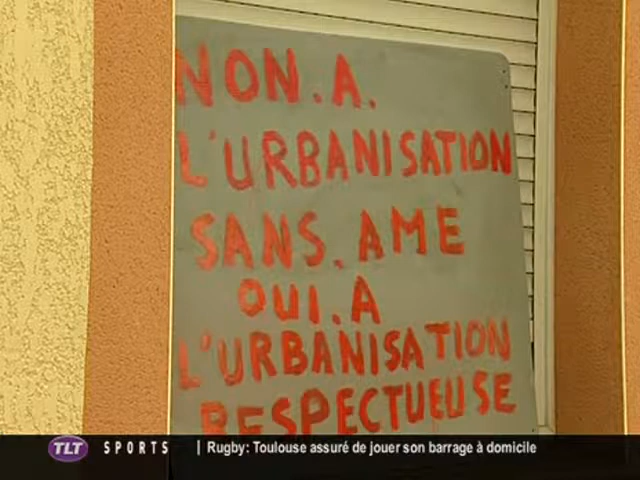 NON.A.
L'URBANISATION
SANS.AME
OUI.A
L'URBANISATION
RESPECTUEUSE
TLT SPORTS | Rugby: Toulouse assuré de jouer son barrage à domicile